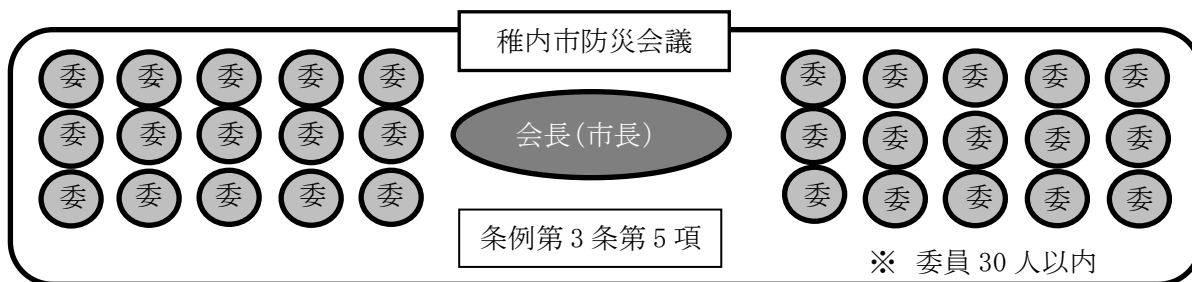 稚内市防災会議
委 委 委 委 委 委 委 委 委 委
会長(市長)
委 委 委 委 委 委 委 委 委 委
委 委 委 委 委 委 委 委 委 委
条例第3条第5項
※ 委員30人以内